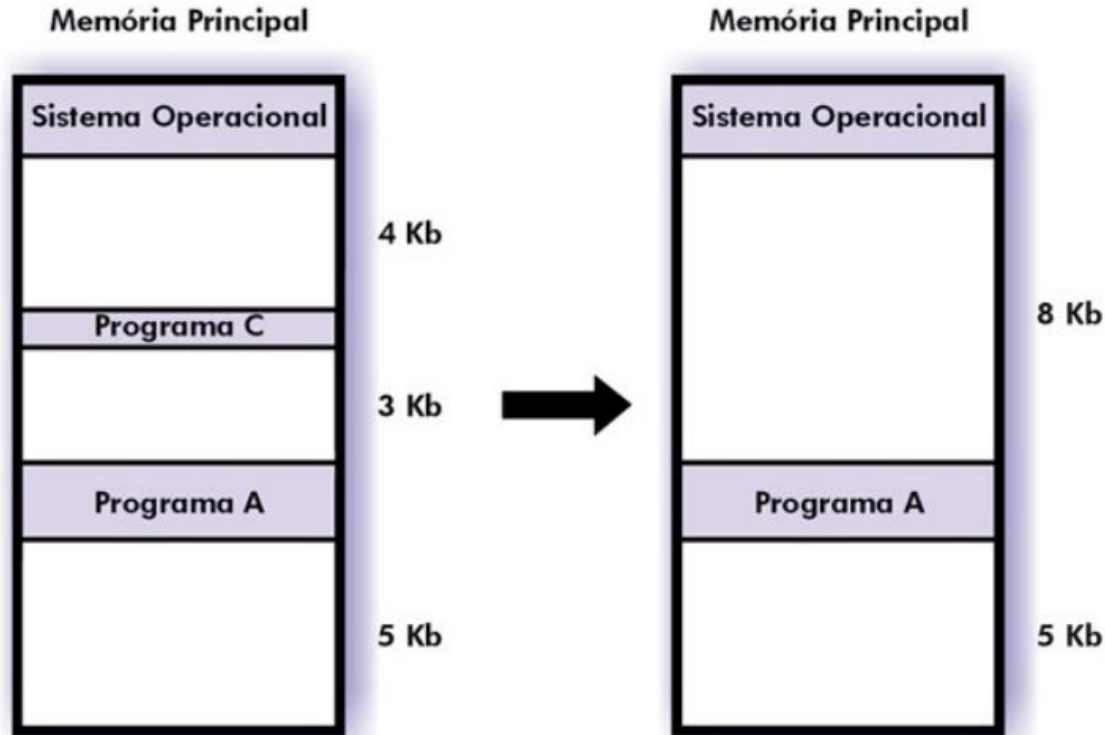 Memória Principal
Sistema Operacional
4 Kb
Programa C
3 Kb
Programa A
5 Kb
Memória Principal
Sistema Operacional
8 Kb
Programa A
5 Kb